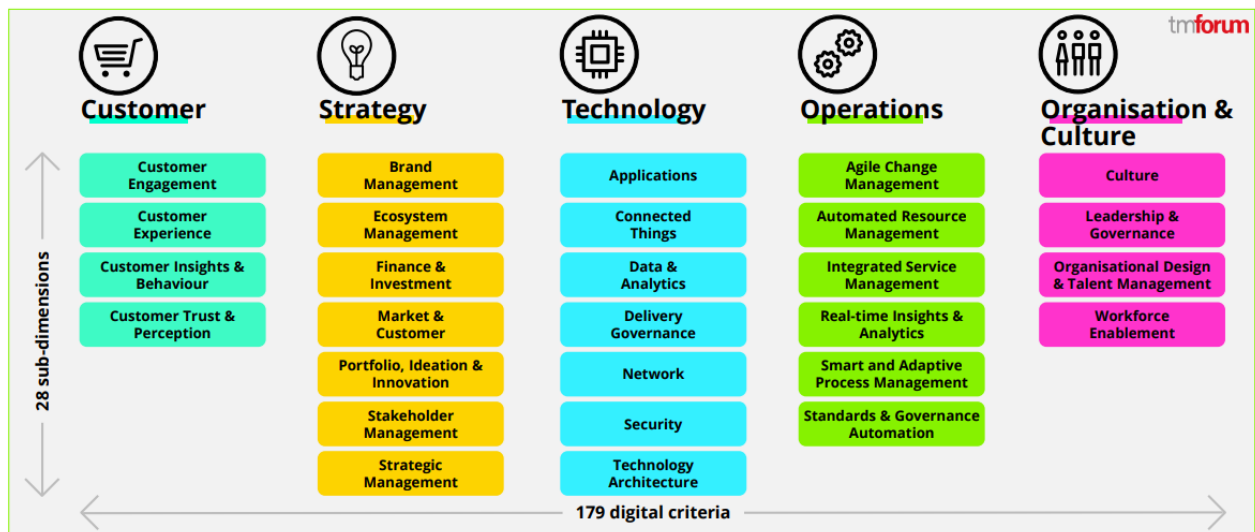 tmforum
Customer
Strategy
Technology
Operations
Organisation &
Culture
28 sub-dimensions
Customer
Engagement
Customer
Experience
Customer Insights &
Behaviour
Customer Trust &
Perception
Brand
Management
Ecosystem
Management
Finance &
Investment
Market &
Customer
Portfolio, Ideation &
Innovation
Stakeholder
Management
Strategic
Management
Applications
Connected
Things
Data &
Analytics
Delivery
Governance
Network
Security
Technology
Architecture
Agile Change
Management
Automated Resource
Management
Integrated Service
Management
Real-time Insights &
Analytics
Smart and Adaptive
Process Management
Standards & Governance
Automation
Culture
Leadership &
Governance
Organisational Design
& Talent Management
Workforce
Enablement
179 digital criteria